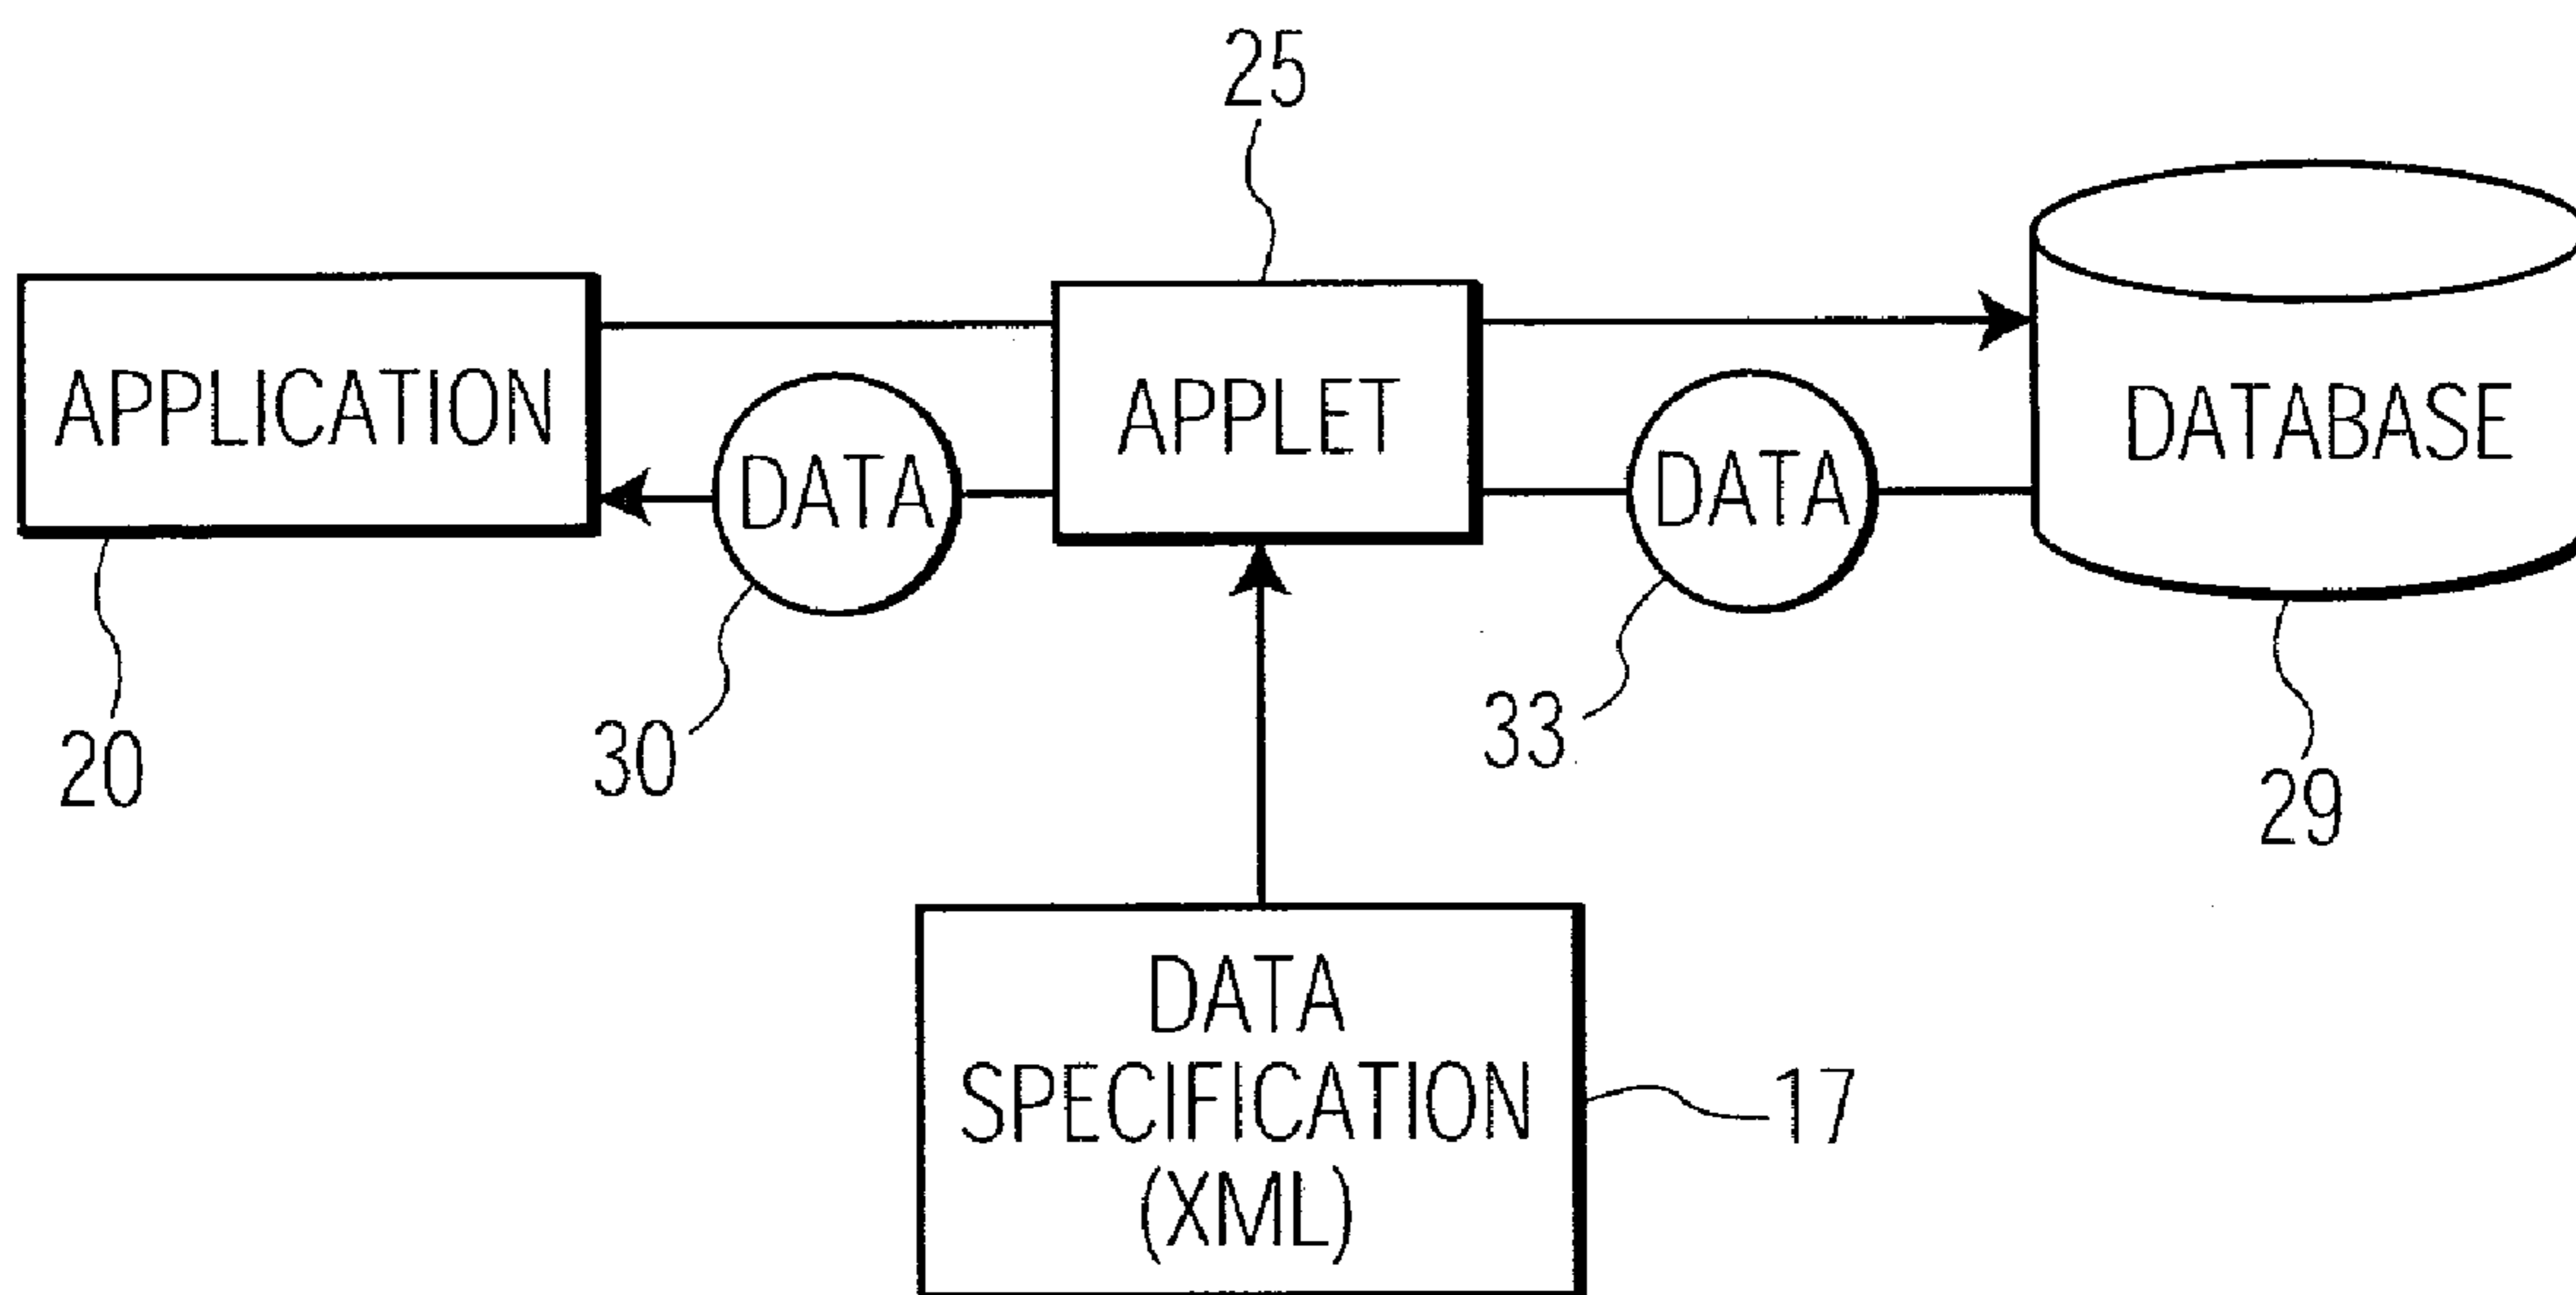 25
APPLICATION
APPLET
DATABASE
DATA
DATA
20
30
33
29
DATA
SPECIFICATION
(XML)
17